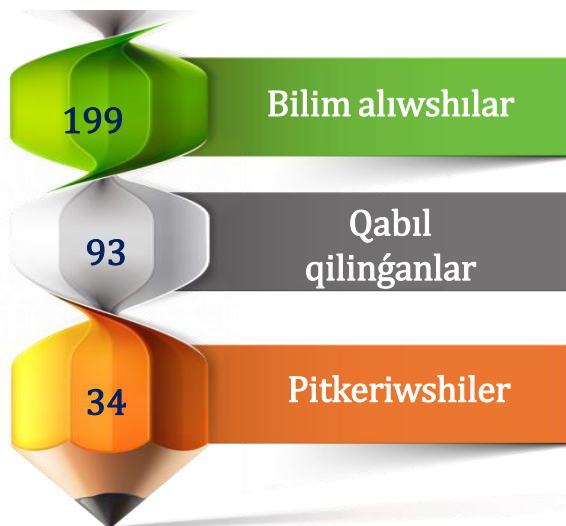 199
Bilim alıwshılar
93
Qabıl
qilinǵanlar
34
Pitkeriwshiler